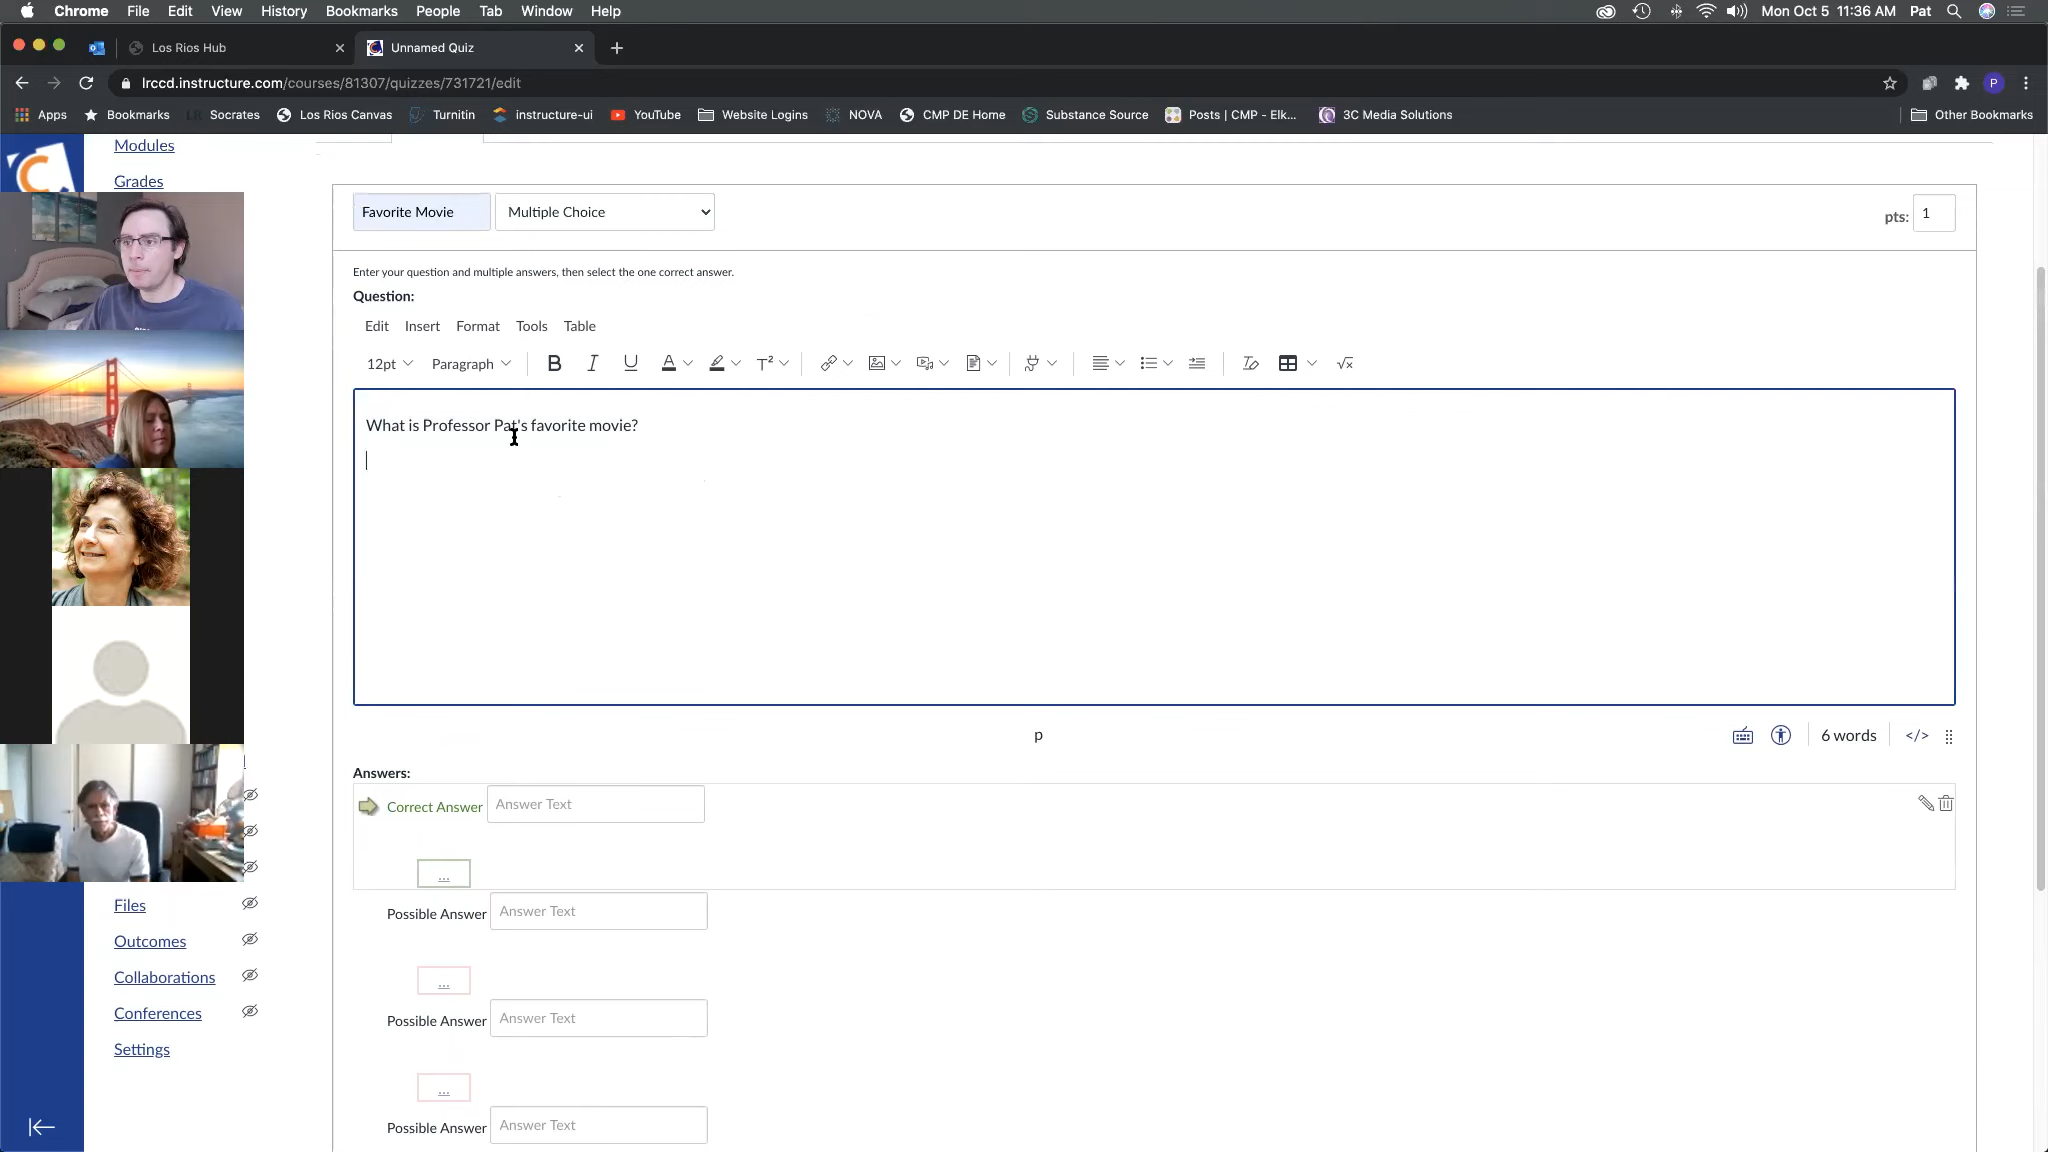 Chrome File Edit View History Bookmarks People Tab Window Help Mon Oct 5 11:36 AM Pat
Los Rios Hub Unnamed Quiz
lrccd.instructure.com/courses/81307/quizzes/731721/edit P
Apps Bookmarks LR Socrates Los Rios Canvas Turnitin instructure-ui YouTube Website Logins NOVA CMP DE Home Substance Source Posts | CMP - Elk... 3C Media Solutions Other Bookmarks
Modules
Grades
Favorite Movie Multiple Choice pts: 1
Enter your question and multiple answers, then select the one correct answer.
Question:
Edit Insert Format Tools Table
12pt Paragraph B I U A T² √x
What is Professor Pat's favorite movie?
p 6 words </>
Answers:
Correct Answer Answer Text
...
Possible Answer Answer Text
...
Possible Answer Answer Text
...
Possible Answer Answer Text
Files
Outcomes
Collaborations
Conferences
Settings